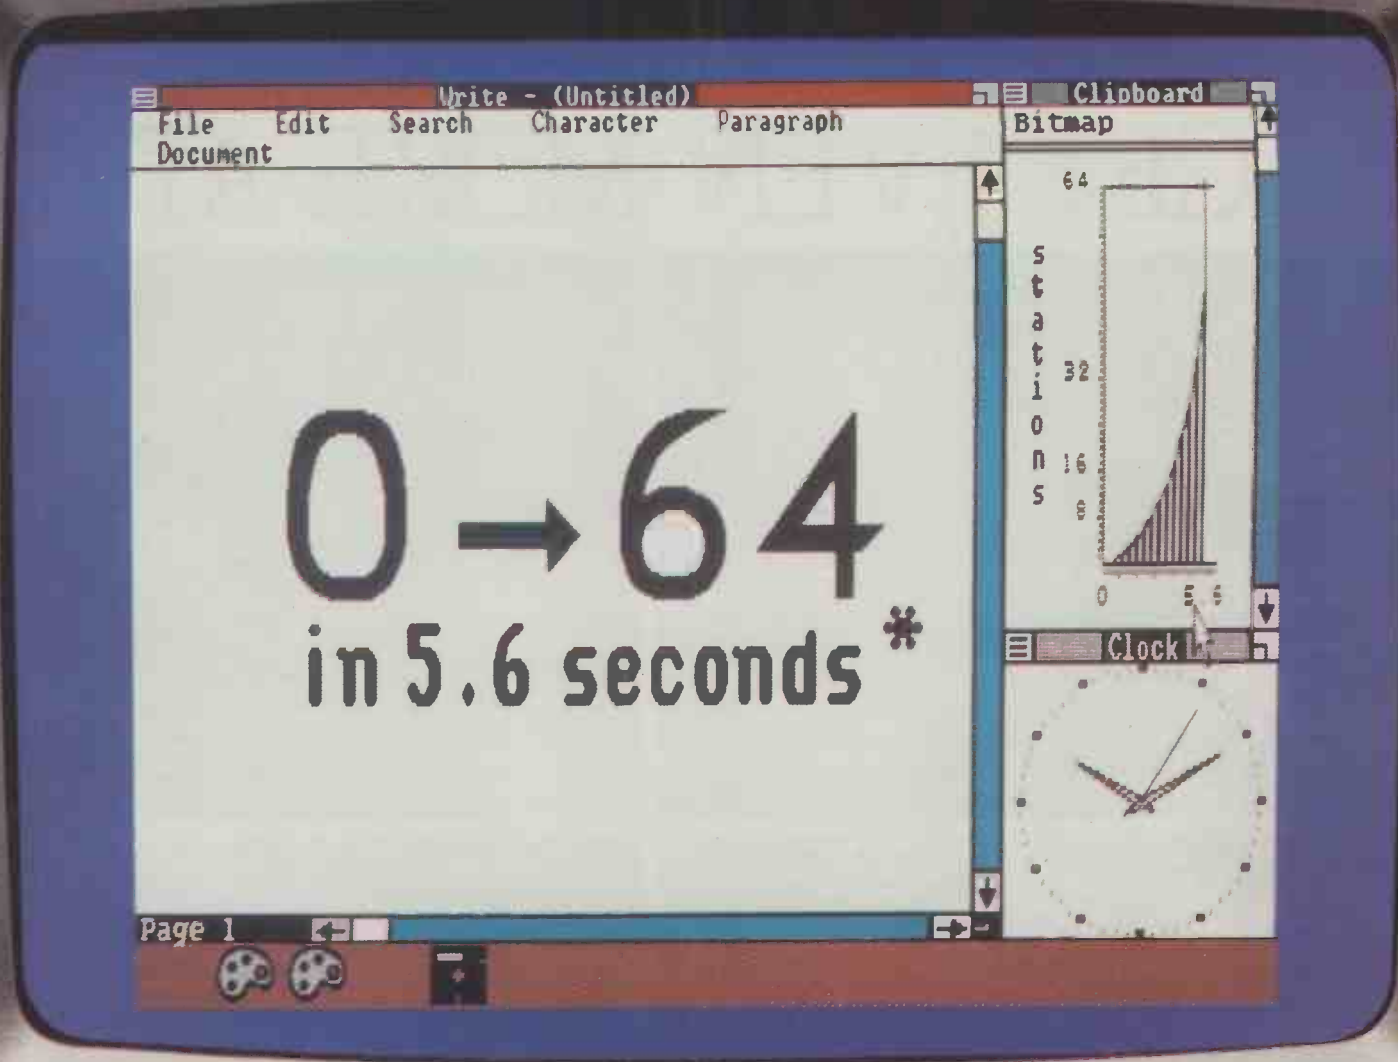 Write - (Untitled)
File Edit Search Character Paragraph
Document
0 → 64
in 5.6 seconds*
Page 1
Clipboard
Bitmap
64
stations
32
16
8
0 5.6
Clock